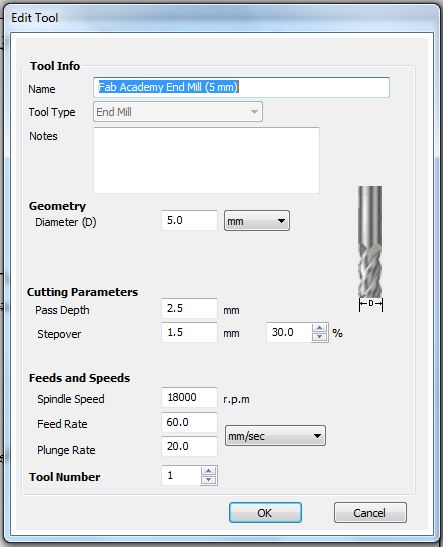 Edit Tool
Tool Info
Name Fab Academy End Mill (5 mm)
Tool Type End Mill
Notes
Geometry
Diameter (D) 5.0 mm
D
Cutting Parameters
Pass Depth 2.5 mm
Stepover 1.5 mm 30.0 %
Feeds and Speeds
Spindle Speed 18000 r.p.m
Feed Rate 60.0
mm/sec
Plunge Rate 20.0
Tool Number 1
OK Cancel